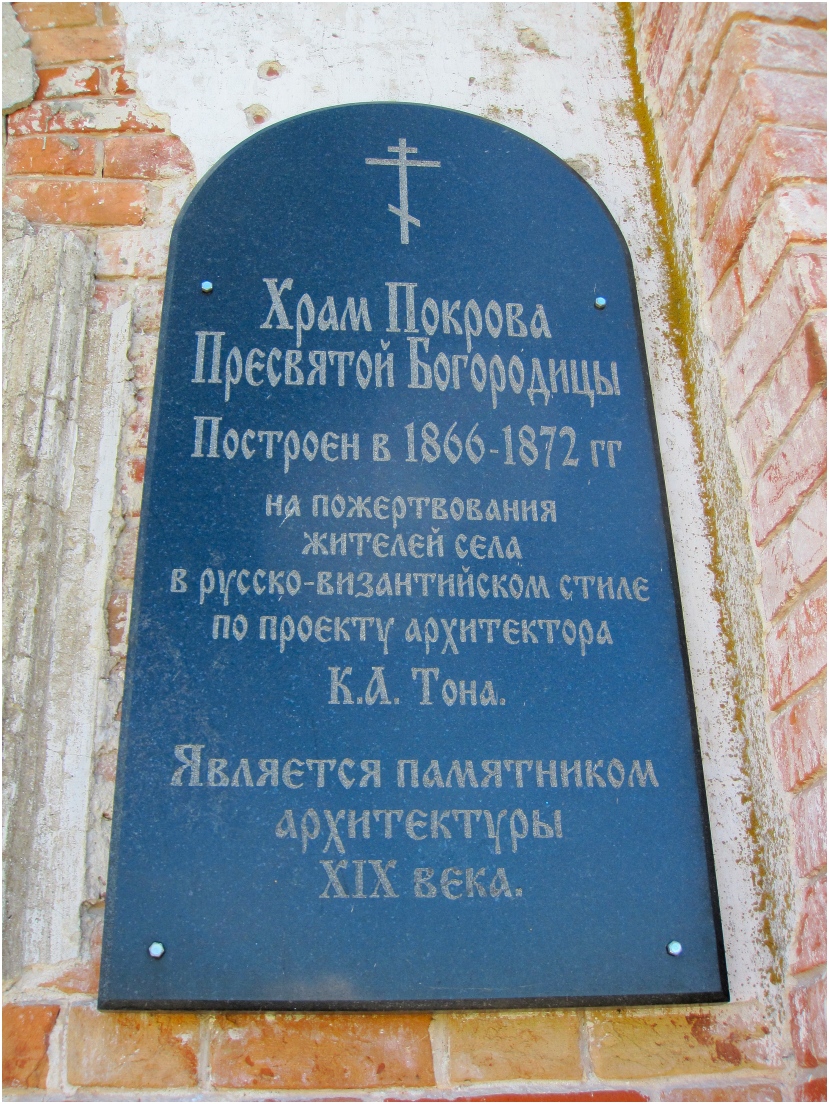 Храм Покрова
Пресвятой Богородицы
Построен в 1866-1872 гг
на пожертвования
жителей села
в русско-византийском стиле
по проекту архитектора
К.А. Тона.
Является памятником
архитектуры
XIX века.